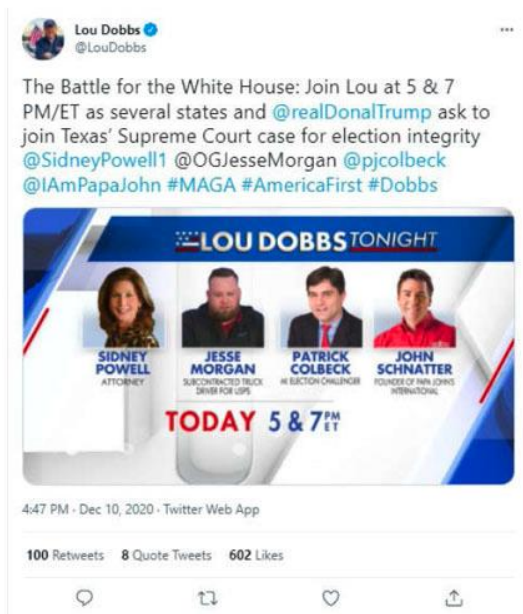 Lou Dobbs
@LouDobbs
The Battle for the White House: Join Lou at 5 & 7
PM/ET as several states and @realDonalTrump ask to
join Texas' Supreme Court case for election integrity
@SidneyPowell1 @OGJesseMorgan @pjcolbeck
@IAmPapaJohn #MAGA #AmericaFirst #Dobbs
LOU DOBBS TONIGHT
SIDNEY POWELL
ATTORNEY
JESSE MORGAN
SUBCONTRACTED TRUCK
DRIVER FOR USPS
PATRICK COLBECK
MI ELECTION CHALLENGER
JOHN SCHNATTER
FOUNDER OF PAPA JOHN'S
INTERNATIONAL
TODAY 5 & 7 PM ET
4:47 PM · Dec 10, 2020 · Twitter Web App
100 Retweets 8 Quote Tweets 602 Likes